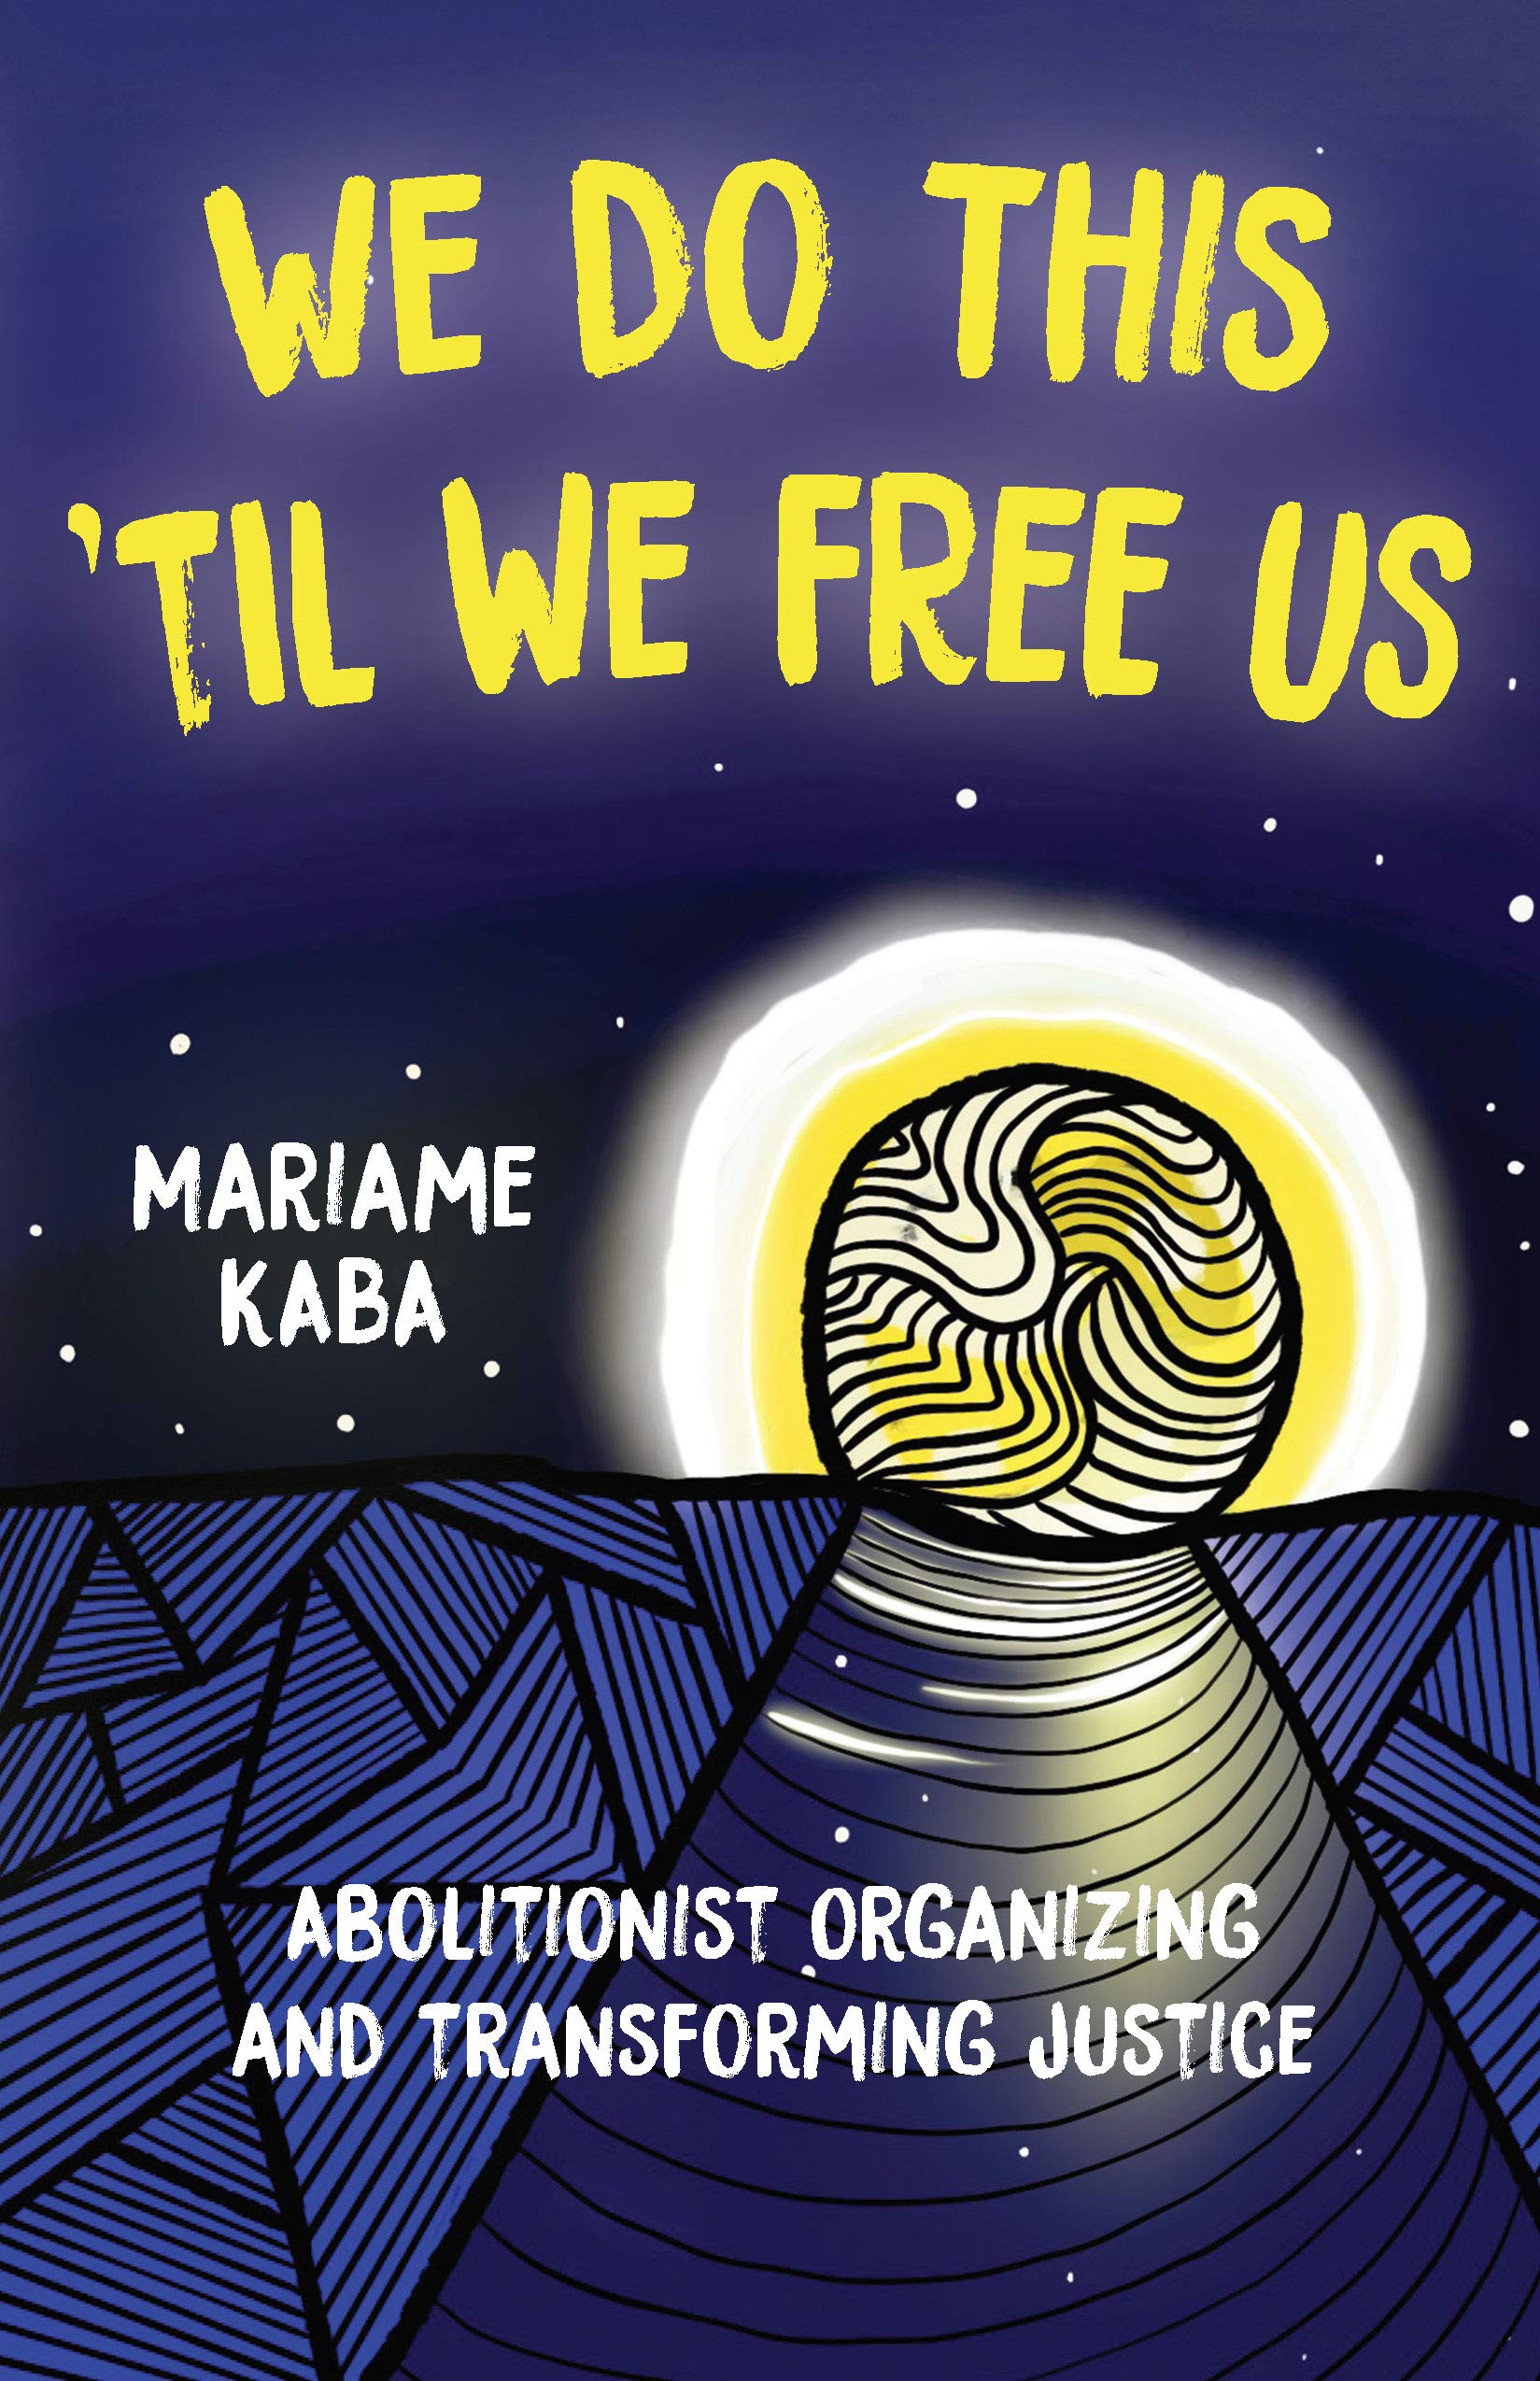 WE DO THIS
'TIL WE FREE US
MARIAME
KABA
ABOLITIONIST ORGANIZING
AND TRANSFORMING JUSTICE